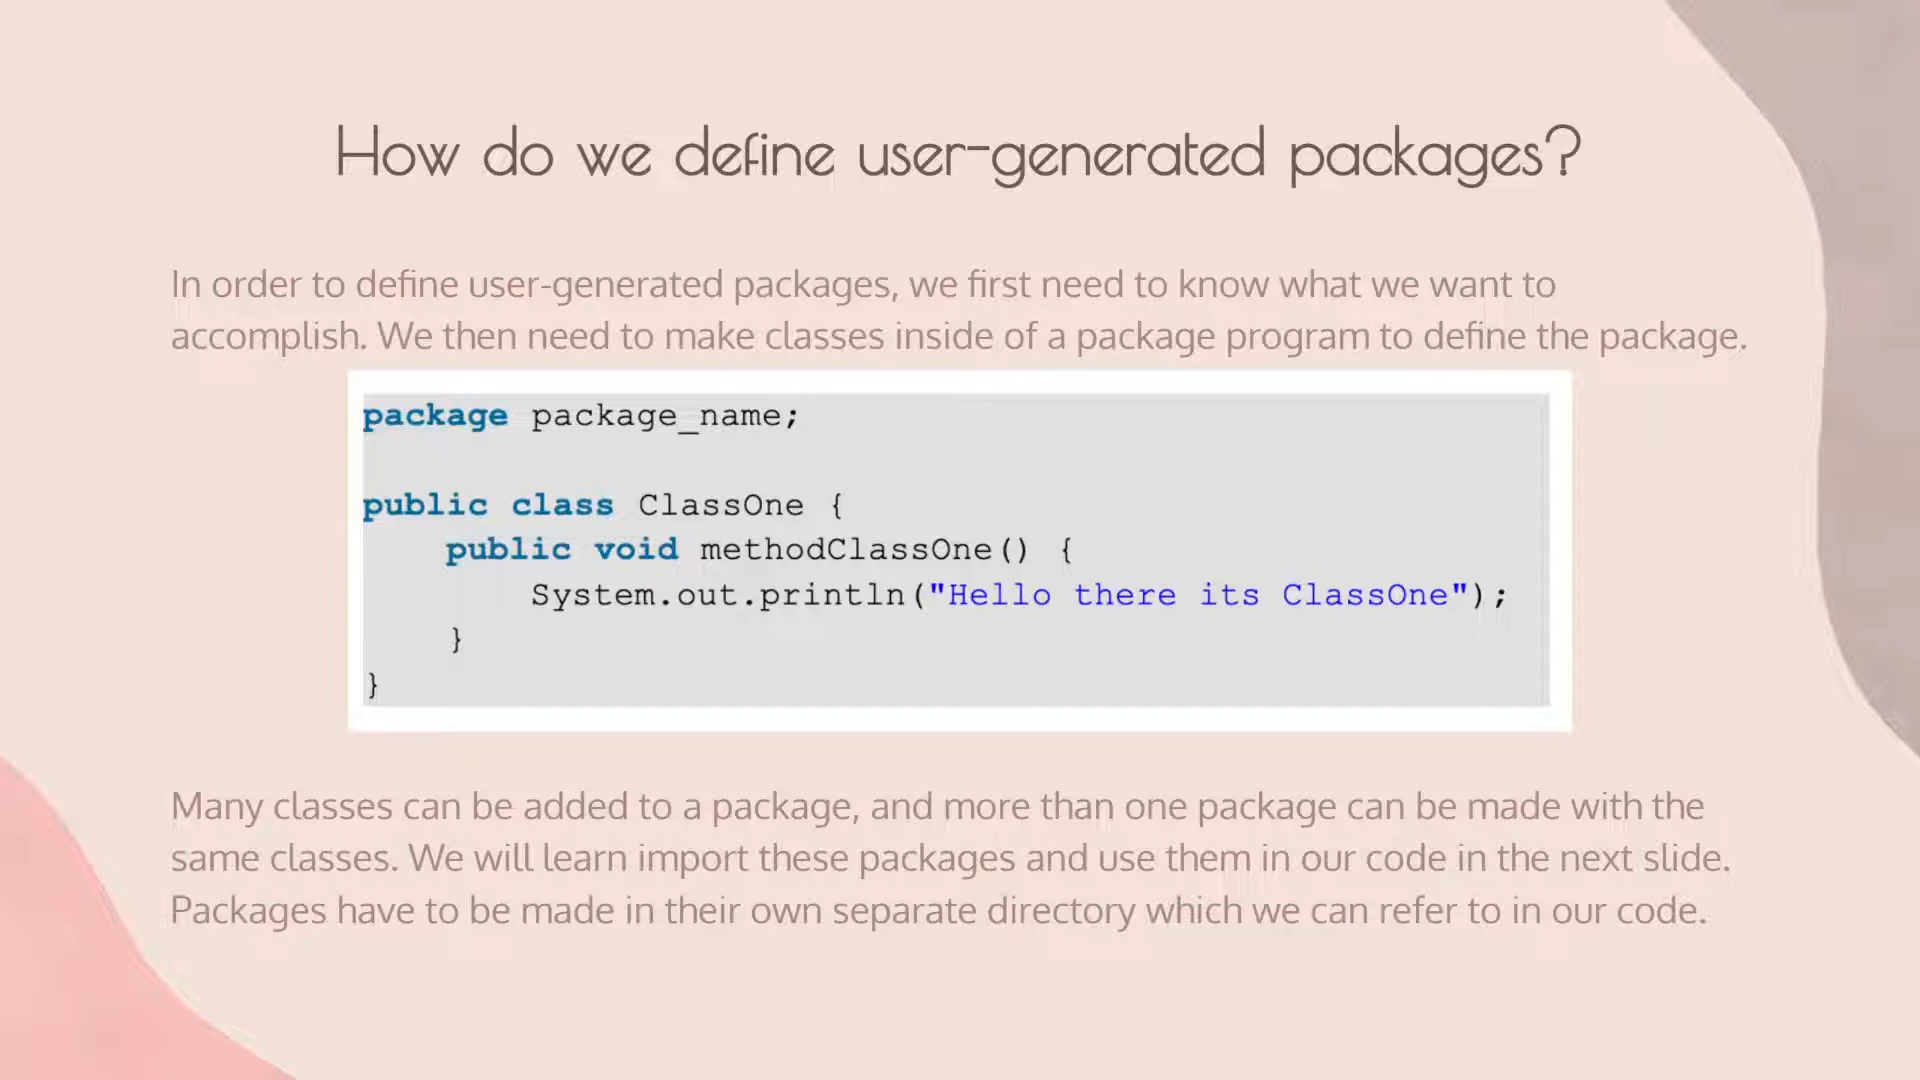 How do we define user-generated packages?
In order to define user-generated packages, we first need to know what we want to
accomplish. We then need to make classes inside of a package program to define the package.
package package_name;
public class ClassOne {
    public void methodClassOne() {
        System.out.println("Hello there its ClassOne");
    }
}
Many classes can be added to a package, and more than one package can be made with the
same classes. We will learn import these packages and use them in our code in the next slide.
Packages have to be made in their own separate directory which we can refer to in our code.